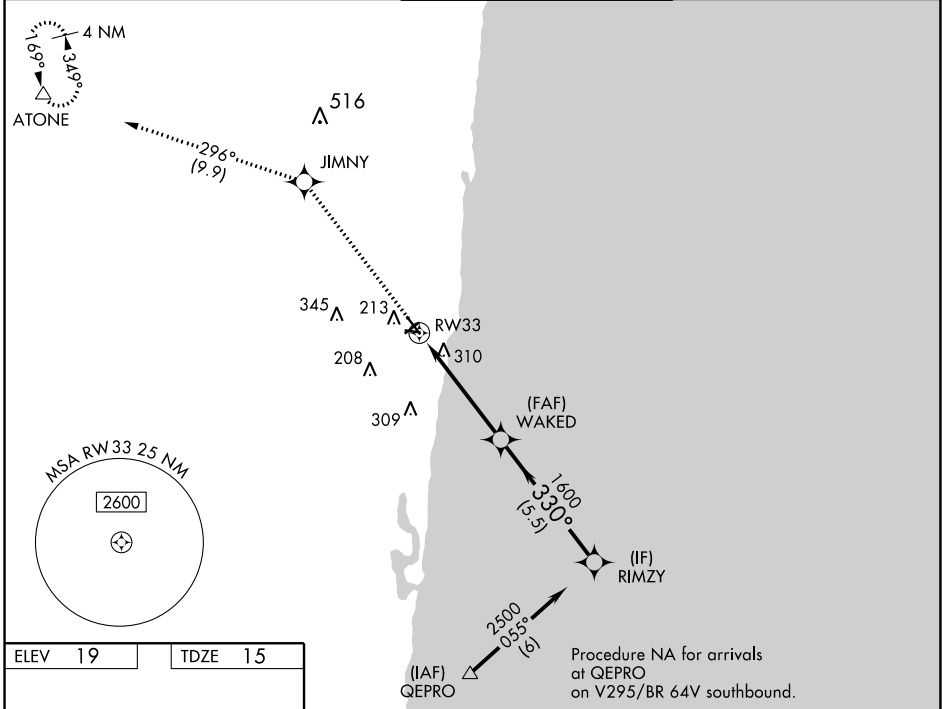 4 NM
169°
349°
ATONE
516
296°
(9.9)
JIMNY
345
213
RW33
310
208
309
(FAF)
WAKED
MSA RW33 25 NM
2600
1600
330°
(5.5)
(IF)
RIMZY
2500
055°
(6)
(IAF)
QEPRO
Procedure NA for arrivals
at QEPRO
on V295/BR 64V southbound.
ELEV 19
TDZE 15